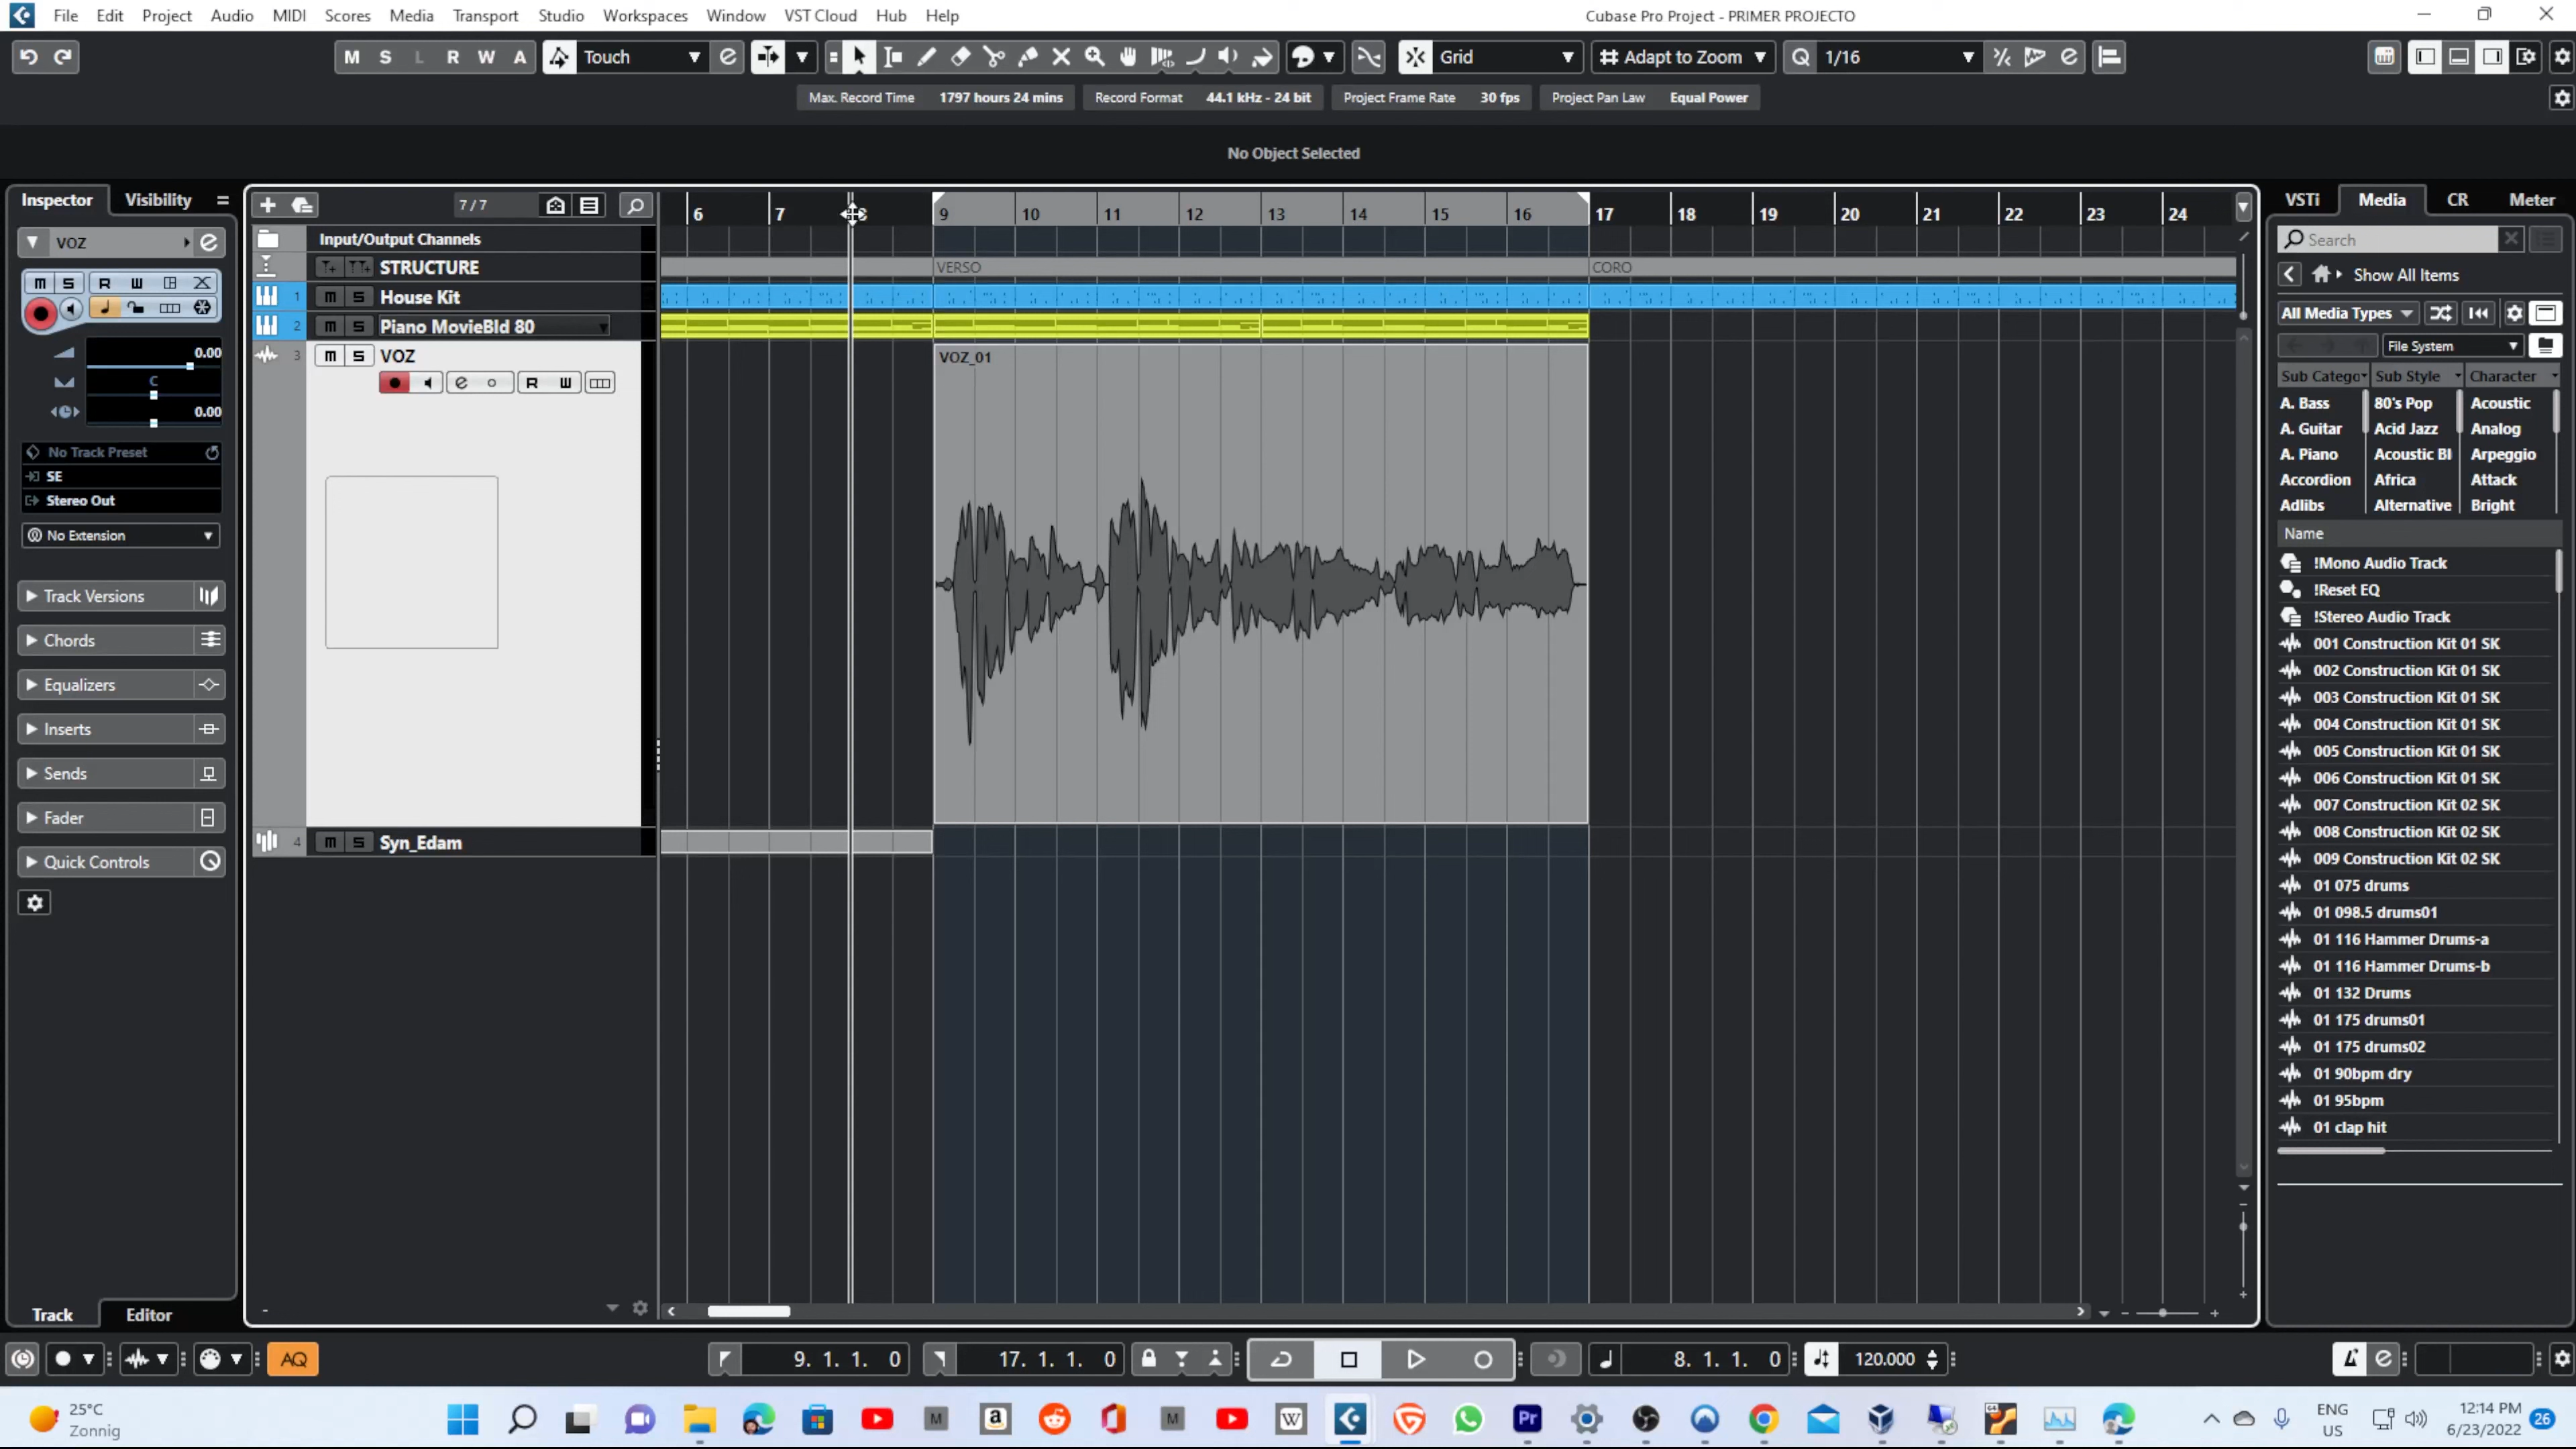 File Edit Project Audio MIDI Scores Media Transport Studio Workspaces Window VST Cloud Hub Help
Cubase Pro Project - PRIMER PROJECTO
M S L R W A Touch Grid Adapt to Zoom Q 1/16
Max. Record Time 1797 hours 24 mins Record Format 44.1 kHz - 24 bit Project Frame Rate 30 fps Project Pan Law Equal Power
No Object Selected
Inspector Visibility
7 / 7
6 7 8 9 10 11 12 13 14 15 16 17 18 19 20 21 22 23 24
VSTi Media CR Meter
VOZ
Input/Output Channels
Search
STRUCTURE
VERSO
CORO
Show All Items
M S R W
1 m S House Kit
All Media Types
2 m S Piano MovieBld 80
File System
3 m S VOZ
VOZ_01
R W
0.00
C
0.00
Sub Catego Sub Style Character
A. Bass 80's Pop Acoustic
A. Guitar Acid Jazz Analog
A. Piano Acoustic Bl Arpeggio
Accordion Africa Attack
Adlibs Alternative Bright
No Track Preset
SE
Stereo Out
No Extension
Track Versions
Chords
Equalizers
Inserts
Sends
Fader
Quick Controls
4 m S Syn_Edam
Name
!Mono Audio Track
!Reset EQ
!Stereo Audio Track
001 Construction Kit 01 SK
002 Construction Kit 01 SK
003 Construction Kit 01 SK
004 Construction Kit 01 SK
005 Construction Kit 01 SK
006 Construction Kit 01 SK
007 Construction Kit 02 SK
008 Construction Kit 02 SK
009 Construction Kit 02 SK
01 075 drums
01 098.5 drums01
01 116 Hammer Drums-a
01 116 Hammer Drums-b
01 132 Drums
01 175 drums01
01 175 drums02
01 90bpm dry
01 95bpm
01 clap hit
Track Editor
AQ
9. 1. 1. 0
17. 1. 1. 0
8. 1. 1. 0
120.000
25°C
Zonnig
ENG
US
12:14 PM
6/23/2022
26